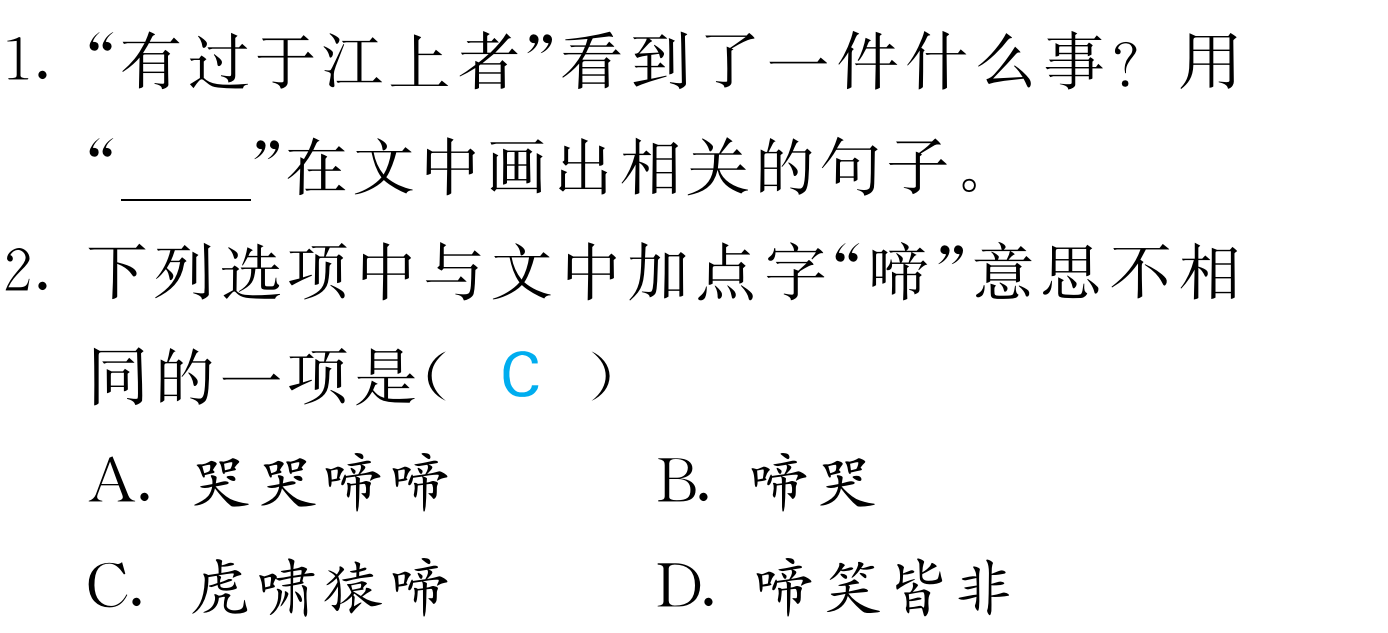 1. “有过于江上者”看到了一件什么事？用
“____”在文中画出相关的句子。
2. 下列选项中与文中加点字“啼”意思不相
同的一项是( C )
A. 哭哭啼啼 B. 啼哭
C. 虎啸猿啼 D. 啼笑皆非